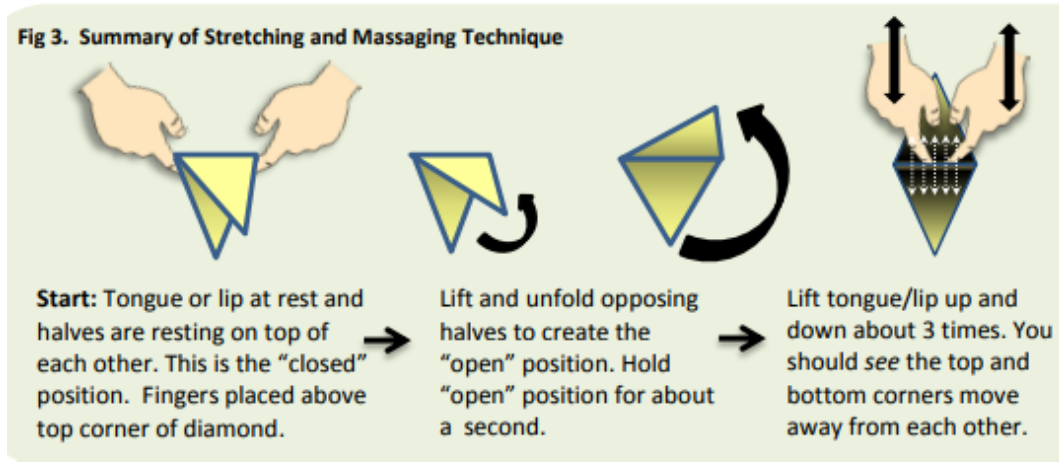 Fig 3. Summary of Stretching and Massaging Technique
Start: Tongue or lip at rest and
halves are resting on top of
each other. This is the “closed”
position. Fingers placed above
top corner of diamond.
Lift and unfold opposing
halves to create the
“open” position. Hold
“open” position for about
a second.
Lift tongue/lip up and
down about 3 times. You
should see the top and
bottom corners move
away from each other.